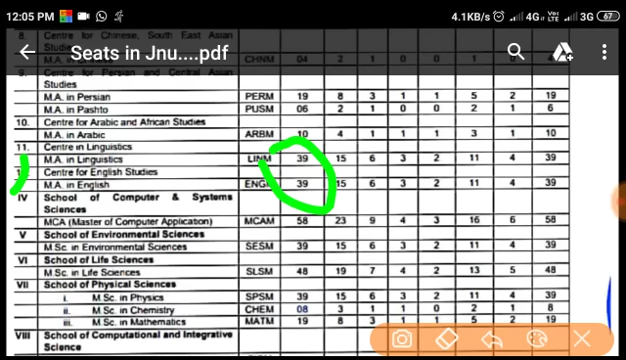 12:05 PM 4.1KB/s 4G VoLTE 3G 67
8. Centre for Chinese, South East Asian
Studies
Seats in Jnu....pdf
M.A. in CHNM 04 2 1 0 0 1 0 4
9. Centre for Persian and Central Asian
Studies
M.A. in Persian PERM 19 8 3 1 1 5 2 19
M.A. in Pashto PUSM 06 2 1 0 0 2 1 6
10. Centre for Arabic and African Studies
M.A. in Arabic ARBM 10 4 1 1 1 3 1 10
11. Centre in Linguistics
M.A. in Linguistics LINM 39 15 6 3 2 11 4 39
Centre for English Studies
M.A. in English ENG 39 15 6 3 2 11 4 39
IV School of Computer & Systems
Sciences
MCA (Master of Computer Application) MCAM 58 23 9 4 3 16 6 58
V School of Environmental Sciences
M.Sc. in Environmental Sciences SESM 39 15 6 3 2 11 4 39
VI School of Life Sciences
M.Sc. in Life Sciences SLSM 48 19 7 4 2 13 5 48
VII School of Physical Sciences
i. M.Sc. in Physics SPSM 39 15 6 3 2 11 4 39
ii. M.Sc. in Chemistry CHEM 08 3 1 1 0 2 1 8
iii. M.Sc. in Mathematics MATM 19 8 3 1 1 5 2 19
VIII School of Computational and Integrative
Science